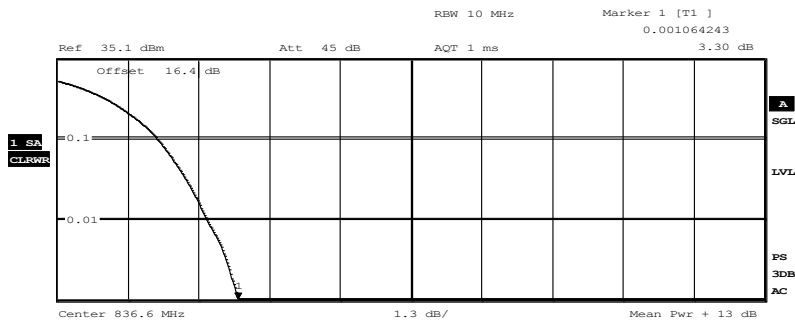 RBW 10 MHz Marker 1 [T1 ]
0.001064243
Ref 35.1 dBm Att 45 dB AQT 1 ms 3.30 dB
Offset 16.4 dB
A
SGL
0.1
1 SA
CLRWR
LVL
0.01
PS
3DB
1
AC
Center 836.6 MHz 1.3 dB/ Mean Pwr + 13 dB